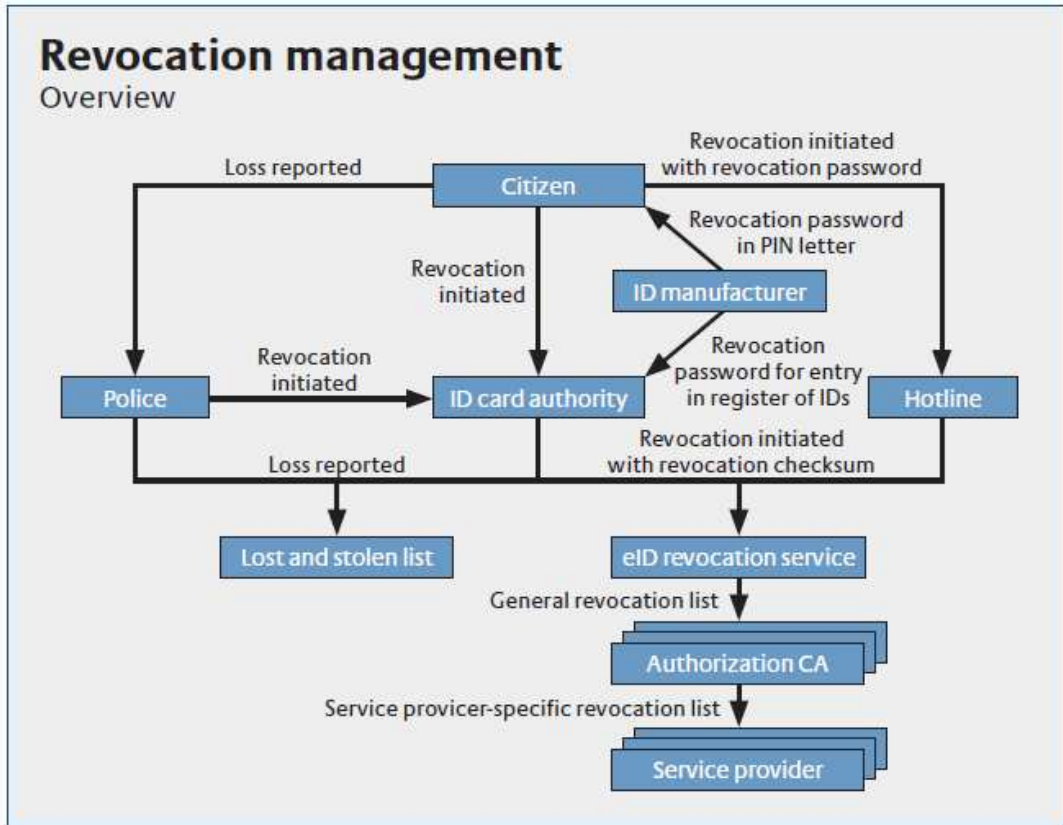 Revocation management
Overview
Loss reported
Citizen
Revocation initiated
with revocation password
Revocation password
in PIN letter
Revocation
initiated
ID manufacturer
Revocation
initiated
Revocation
password for entry
in register of IDs
Police
ID card authority
Hotline
Loss reported
Revocation initiated
with revocation checksum
Lost and stolen list
eID revocation service
General revocation list
Authorization CA
Service provicer-specific revocation list
Service provider